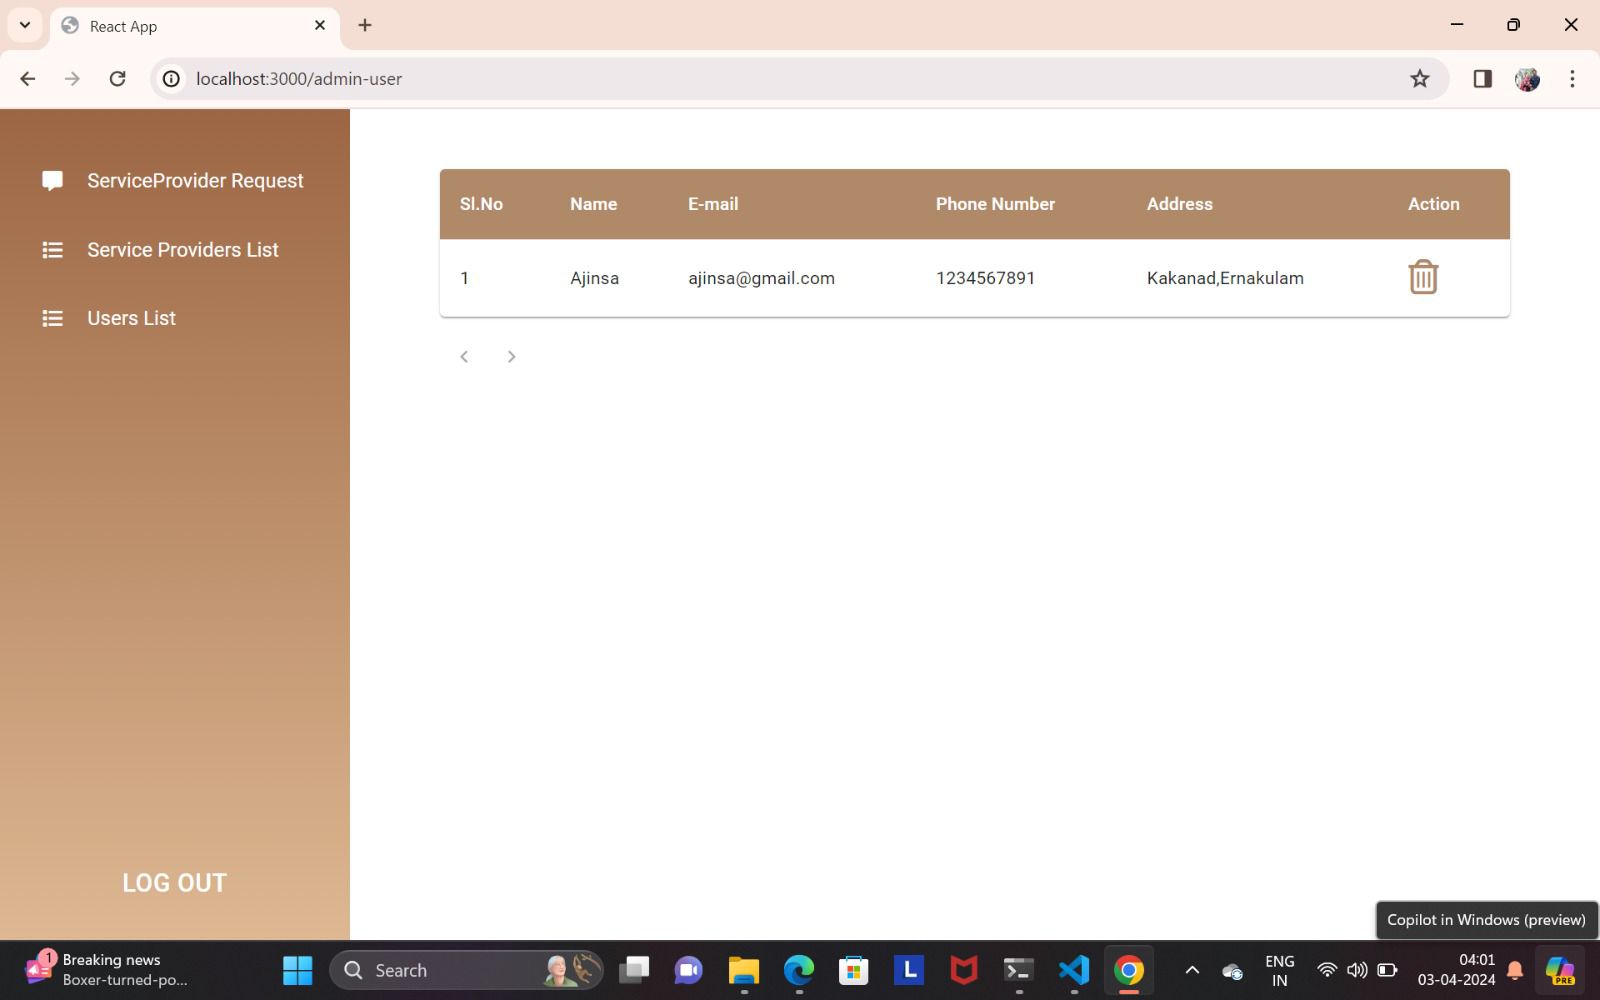 React App
localhost:3000/admin-user
ServiceProvider Request
Service Providers List
Users List
LOG OUT
Sl.No Name E-mail Phone Number Address Action
1 Ajinsa ajinsa@gmail.com 1234567891 Kakanad,Ernakulam
Copilot in Windows (preview)
1
Breaking news
Boxer-turned-po...
Search
L
ENG
IN
04:01
03-04-2024
PRE